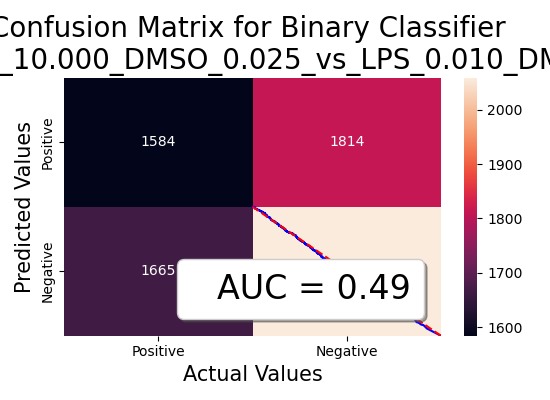 Confusion Matrix for Binary Classifier
_10.000_DMSO_0.025_vs_LPS_0.010_DM
Predicted Values
Positive
Negative
1584
1814
1665
AUC = 0.49
Positive
Negative
Actual Values
2000
1900
1800
1700
1600